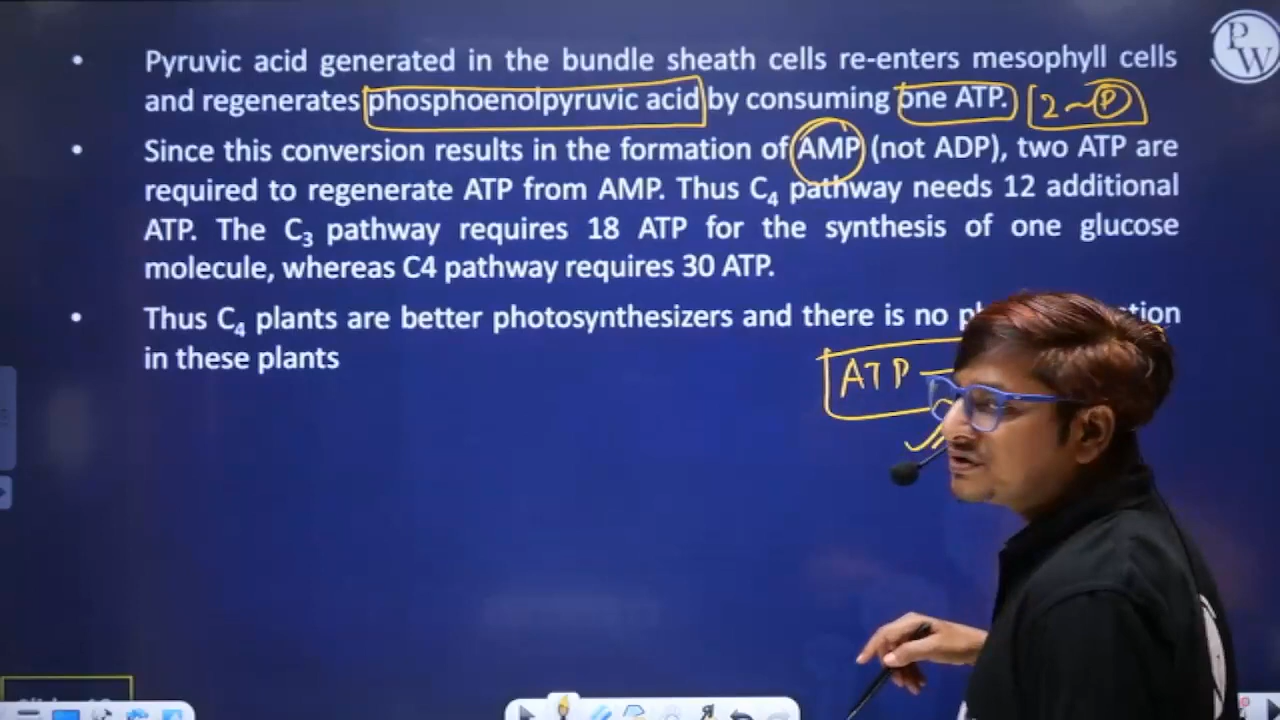 PW
Pyruvic acid generated in the bundle sheath cells re-enters mesophyll cells
and regenerates phosphoenolpyruvic acid by consuming one ATP. 2 ~ P
Since this conversion results in the formation of AMP (not ADP), two ATP are
required to regenerate ATP from AMP. Thus C₄ pathway needs 12 additional
ATP. The C₃ pathway requires 18 ATP for the synthesis of one glucose
molecule, whereas C4 pathway requires 30 ATP.
Thus C₄ plants are better photosynthesizers and there is no
in these plants
ATP